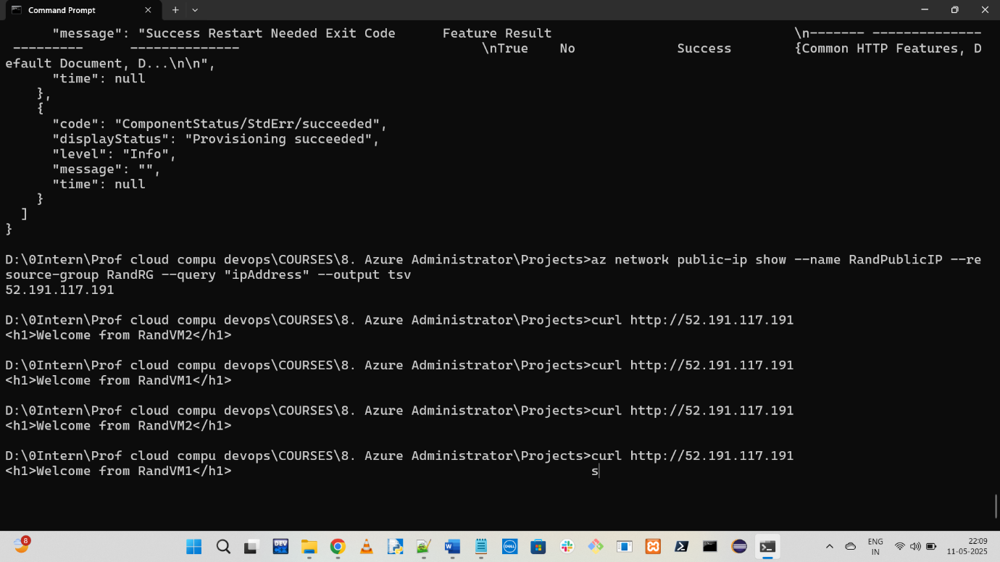 Command Prompt
"message": "Success Restart Needed Exit Code      Feature Result                               \n------- --------------
---------      --------------                               \nTrue    No             Success        {Common HTTP Features, D
efault Document, D...\n\n",
"time": null
},
{
"code": "ComponentStatus/StdErr/succeeded",
"displayStatus": "Provisioning succeeded",
"level": "Info",
"message": "",
"time": null
}
]
}
D:\0Intern\Prof cloud compu devops\COURSES\8. Azure Administrator\Projects>az network public-ip show --name RandPublicIP --re
source-group RandRG --query "ipAddress" --output tsv
52.191.117.191
D:\0Intern\Prof cloud compu devops\COURSES\8. Azure Administrator\Projects>curl http://52.191.117.191
<h1>Welcome from RandVM2</h1>
D:\0Intern\Prof cloud compu devops\COURSES\8. Azure Administrator\Projects>curl http://52.191.117.191
<h1>Welcome from RandVM1</h1>
D:\0Intern\Prof cloud compu devops\COURSES\8. Azure Administrator\Projects>curl http://52.191.117.191
<h1>Welcome from RandVM2</h1>
D:\0Intern\Prof cloud compu devops\COURSES\8. Azure Administrator\Projects>curl http://52.191.117.191
<h1>Welcome from RandVM1</h1>                                              s
8
DEV
DELL
ENG
IN
22:09
11-05-2025